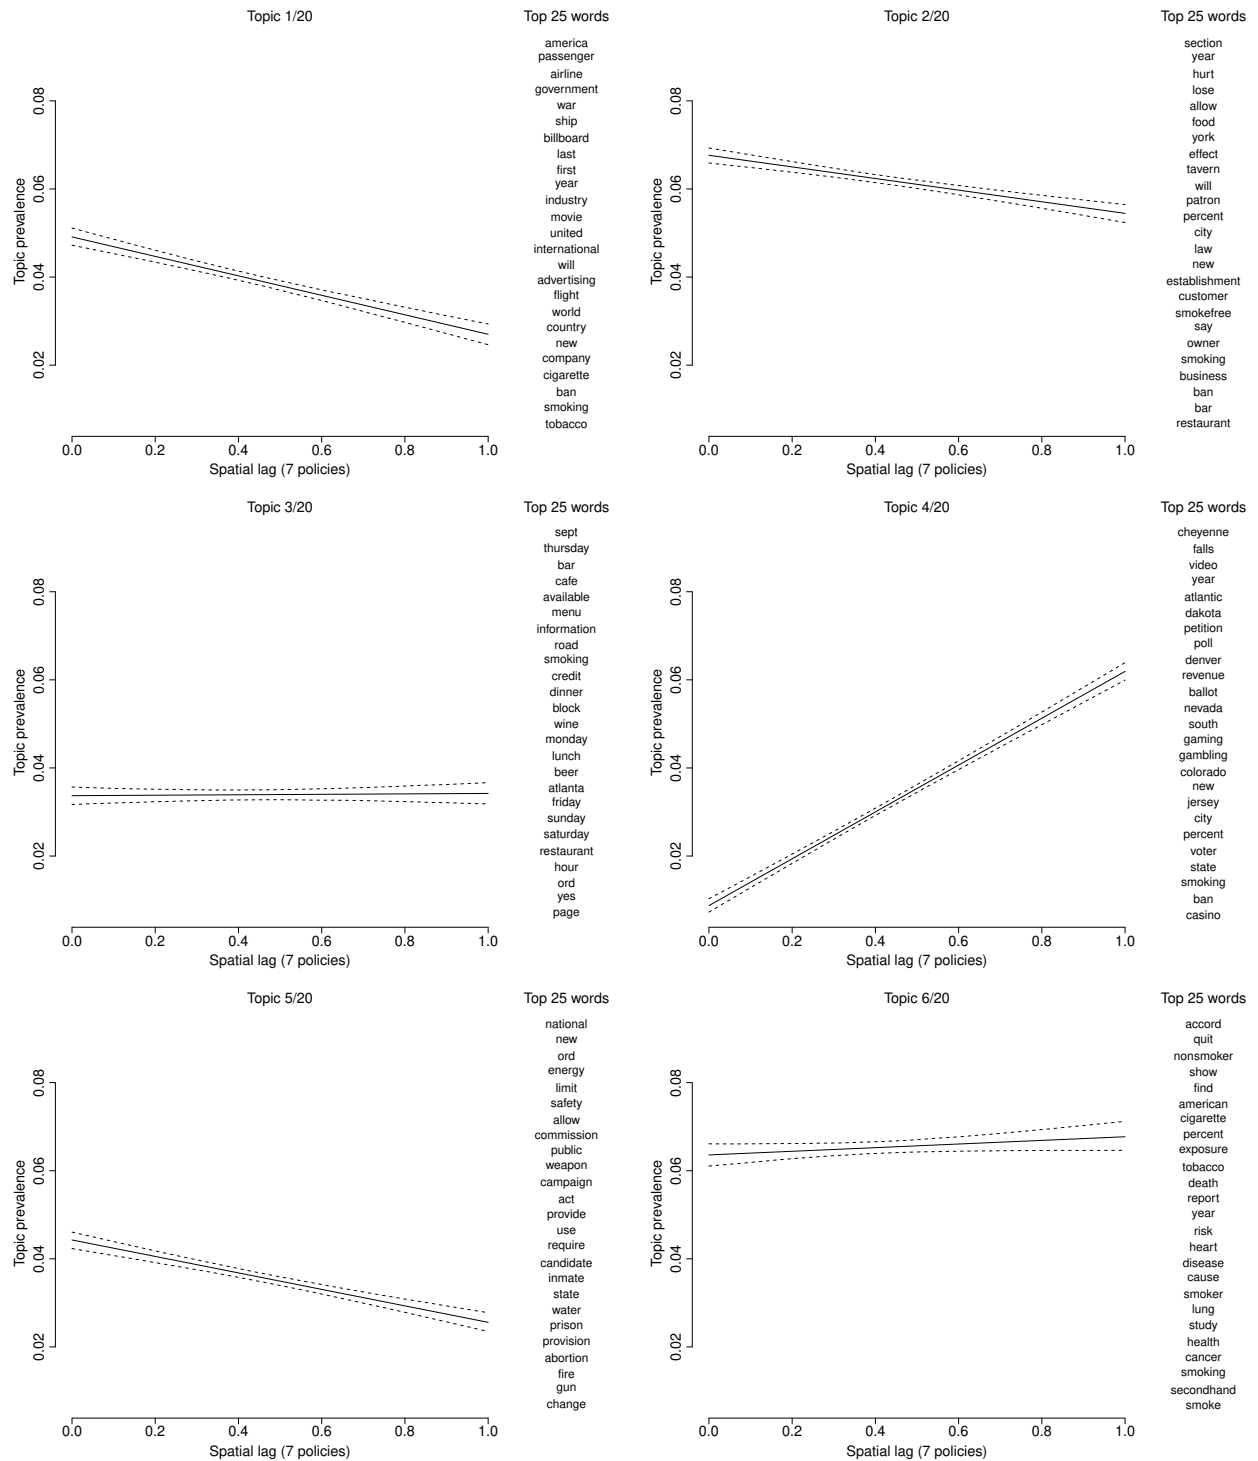 Topic 1/20
Top 25 words
america
passenger
airline
government
war
ship
billboard
last
first
year
industry
movie
united
international
will
advertising
flight
world
country
new
company
cigarette
ban
smoking
tobacco
Topic prevalence
0.02
0.04
0.06
0.08
0.0 0.2 0.4 0.6 0.8 1.0
Spatial lag (7 policies)
Topic 2/20
Top 25 words
section
year
hurt
lose
allow
food
york
effect
tavern
will
patron
percent
city
law
new
establishment
customer
smokefree
say
owner
smoking
business
ban
bar
restaurant
Topic prevalence
0.02
0.04
0.06
0.08
0.0 0.2 0.4 0.6 0.8 1.0
Spatial lag (7 policies)
Topic 3/20
Top 25 words
sept
thursday
bar
cafe
available
menu
information
road
smoking
credit
dinner
block
wine
monday
lunch
beer
atlanta
friday
sunday
saturday
restaurant
hour
ord
yes
page
Topic prevalence
0.02
0.04
0.06
0.08
0.0 0.2 0.4 0.6 0.8 1.0
Spatial lag (7 policies)
Topic 4/20
Top 25 words
cheyenne
falls
video
year
atlantic
dakota
petition
poll
denver
revenue
ballot
nevada
south
gaming
gambling
colorado
new
jersey
city
percent
voter
state
smoking
ban
casino
Topic prevalence
0.02
0.04
0.06
0.08
0.0 0.2 0.4 0.6 0.8 1.0
Spatial lag (7 policies)
Topic 5/20
Top 25 words
national
new
ord
energy
limit
safety
allow
commission
public
weapon
campaign
act
provide
use
require
candidate
inmate
state
water
prison
provision
abortion
fire
gun
change
Topic prevalence
0.02
0.04
0.06
0.08
0.0 0.2 0.4 0.6 0.8 1.0
Spatial lag (7 policies)
Topic 6/20
Top 25 words
accord
quit
nonsmoker
show
find
american
cigarette
percent
exposure
tobacco
death
report
year
risk
heart
disease
cause
smoker
lung
study
health
cancer
smoking
secondhand
smoke
Topic prevalence
0.02
0.04
0.06
0.08
0.0 0.2 0.4 0.6 0.8 1.0
Spatial lag (7 policies)